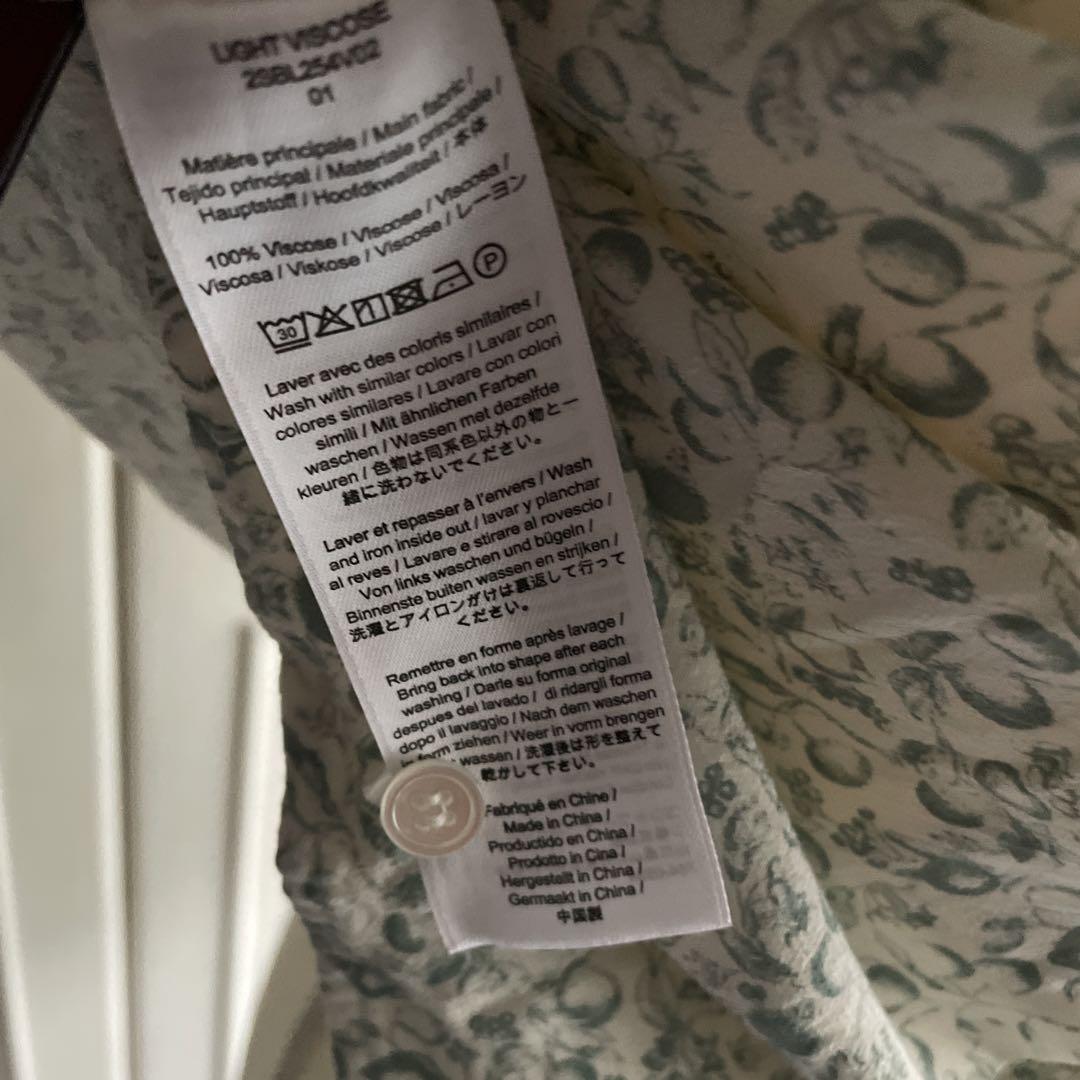 LIGHT VISCOSE
2SBL254V02
01
Matière principale / Main fabric /
Tejido principal / Materiale principale /
Hauptstoff / Hoofdkwaliteit / 本体
100% Viscose / Viscose / Viscosa /
Viscosa / Viskose / Viscose / レーヨン
30
P
Laver avec des coloris similaires /
Wash with similar colors / Lavar con
colores similares / Lavare con colori
simili / Mit ähnlichen Farben
waschen / Wassen met dezelfde
kleuren / 色物は同系色以外の物と一
緒に洗わないでください。
Laver et repasser à l'envers / Wash
and iron inside out / lavar y planchar
al reves / Lavare e stirare al rovescio /
Von links waschen und bügeln /
Binnenste buiten wassen en strijken /
洗濯とアイロンがけは裏返して行って
ください。
Remettre en forme après lavage /
Bring back into shape after each
washing / Darle su forma original
despues del lavado / di ridargli forma
dopo il lavaggio / Nach dem waschen
in form ziehen / Weer in vorm brengen
wassen / 洗濯後は形を整えて
乾かして下さい。
Fabriqué en Chine /
Made in China /
Productido en China /
Prodotto in Cina /
Hergestellt in China /
Germaakt in China /
中国製